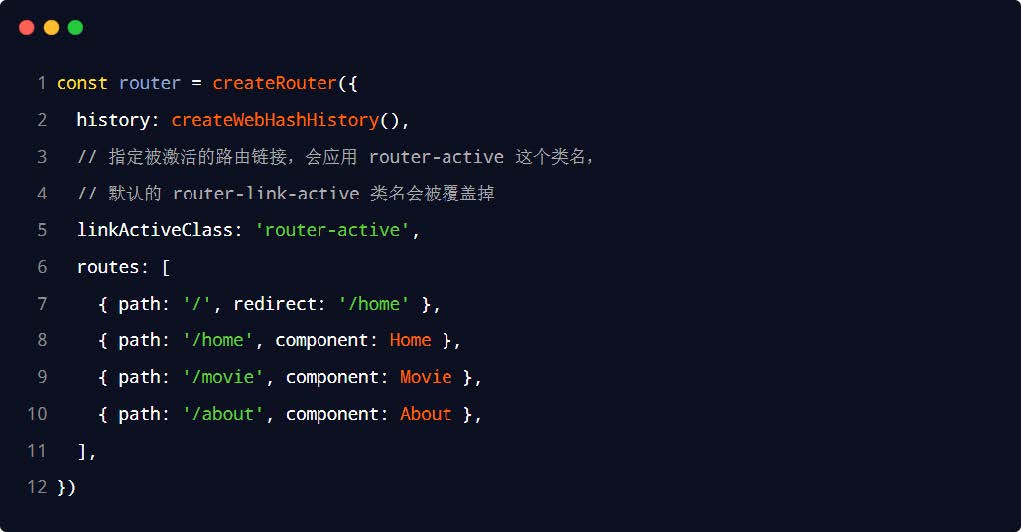 1 const router = createRouter({
2   history: createWebHashHistory(),
3   // 指定被激活的路由链接，会应用 router-active 这个类名，
4   // 默认的 router-link-active 类名会被覆盖掉
5   linkActiveClass: 'router-active',
6   routes: [
7     { path: '/', redirect: '/home' },
8     { path: '/home', component: Home },
9     { path: '/movie', component: Movie },
10     { path: '/about', component: About },
11   ],
12 })